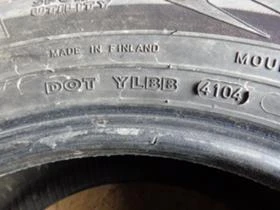 UTILITY
MADE IN FINLAND
MOU
DOT YLBB 4104